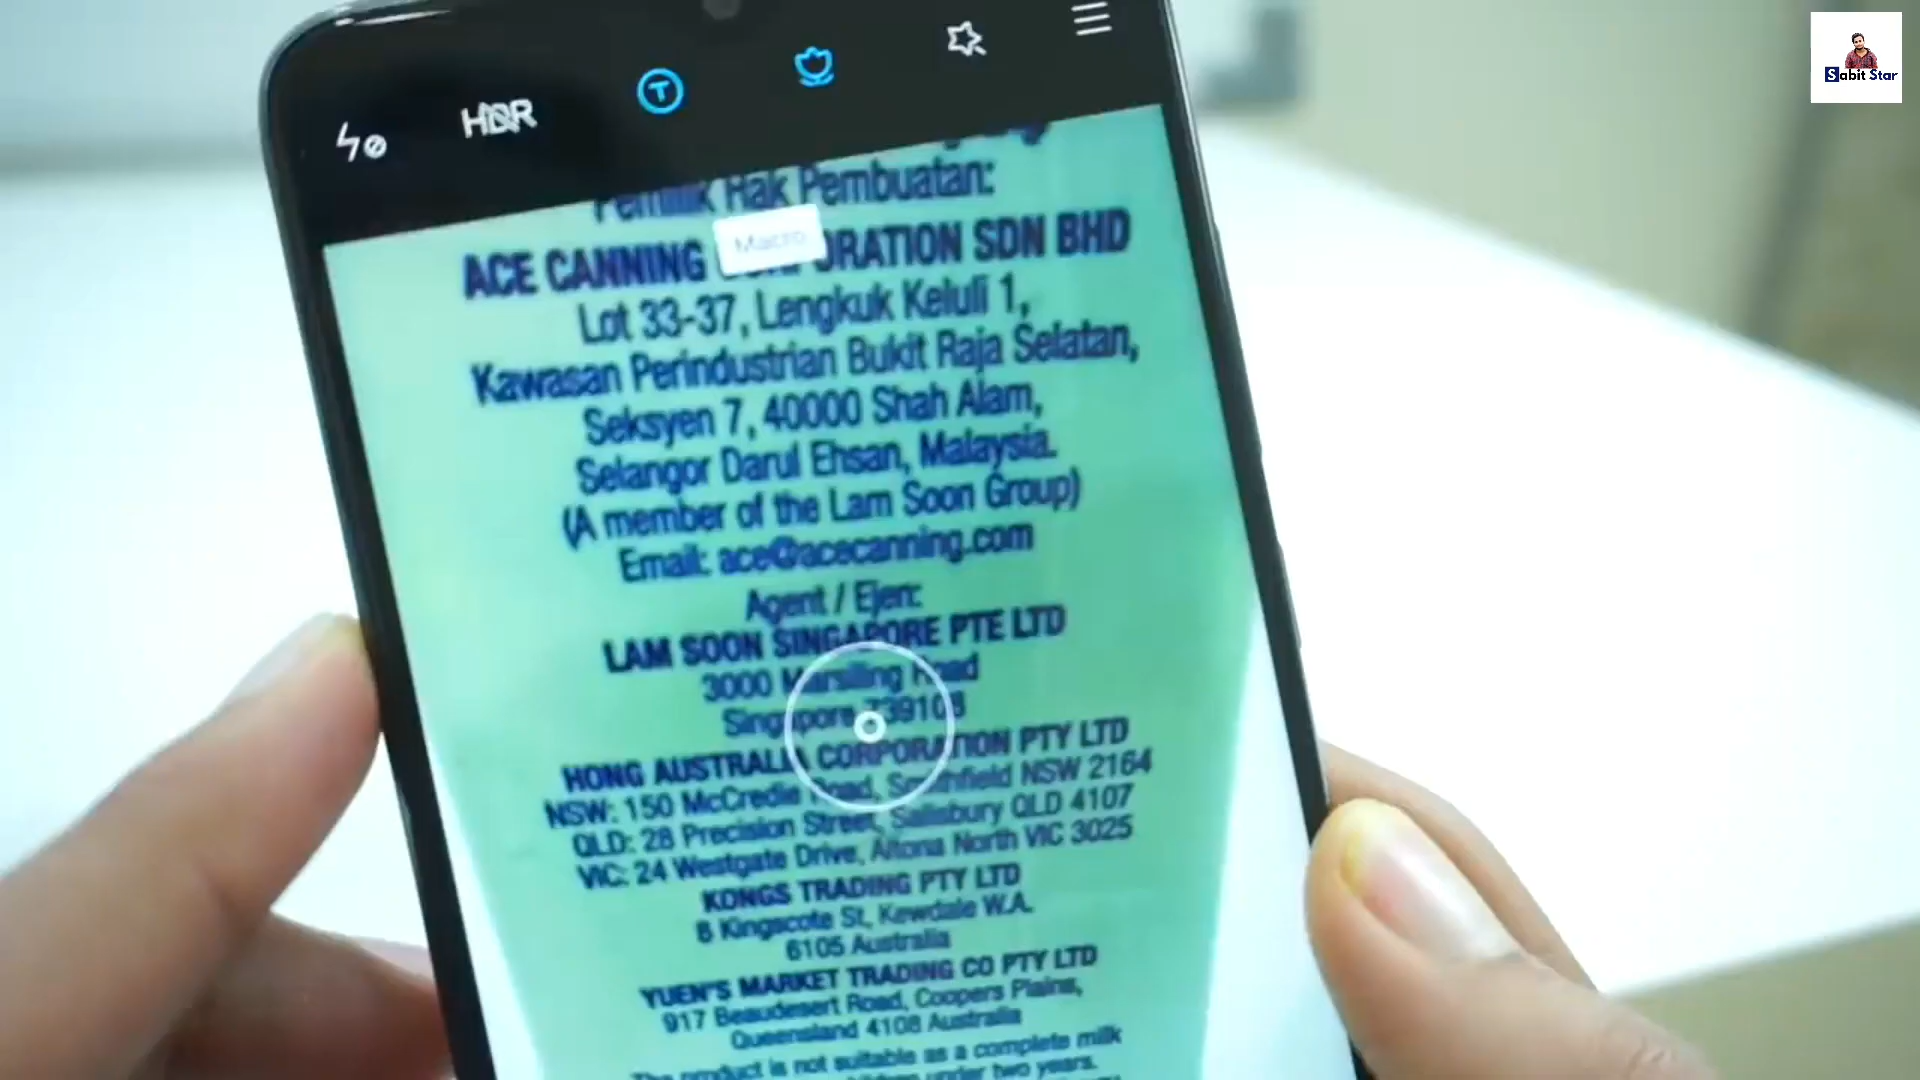 Sabit Star
HDR
T
Pemilik Hak Pembuatan:
Macro
ACE CANNING ORATION SDN BHD
Lot 33-37, Lengkuk Keluli 1,
Kawasan Perindustrian Bukit Raja Selatan,
Seksyen 7, 40000 Shah Alam,
Selangor Darul Ehsan, Malaysia.
(A member of the Lam Soon Group)
Email: ace@acecanning.com
Agent / Ejen:
LAM SOON SINGAPORE PTE LTD
3000 Marsiling Road
Singapore 739108
HONG AUSTRALIA CORPORATION PTY LTD
NSW: 150 McCredie Road, Smithfield NSW 2164
QLD: 28 Precision Street, Salisbury QLD 4107
VIC: 24 Westgate Drive, Altona North VIC 3025
KONGS TRADING PTY LTD
8 Kingscote St, Kewdale W.A.
6105 Australia
YUEN'S MARKET TRADING CO PTY LTD
917 Beaudesert Road, Coopers Plains,
Queensland 4108 Australia
The product is not suitable as a complete milk
children under two years.